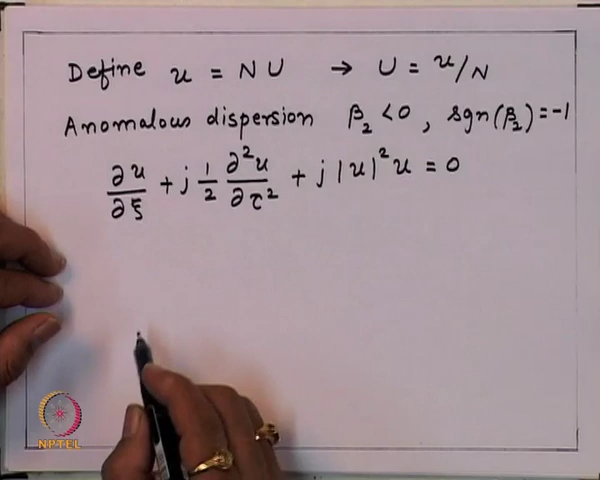 Define u = N U → U = u/N
Anomalous dispersion β₂ < 0 , sgn(β₂) = -1
∂u/∂ξ + j 1/2 ∂²u/∂τ² + j |u|² u = 0
NPTEL